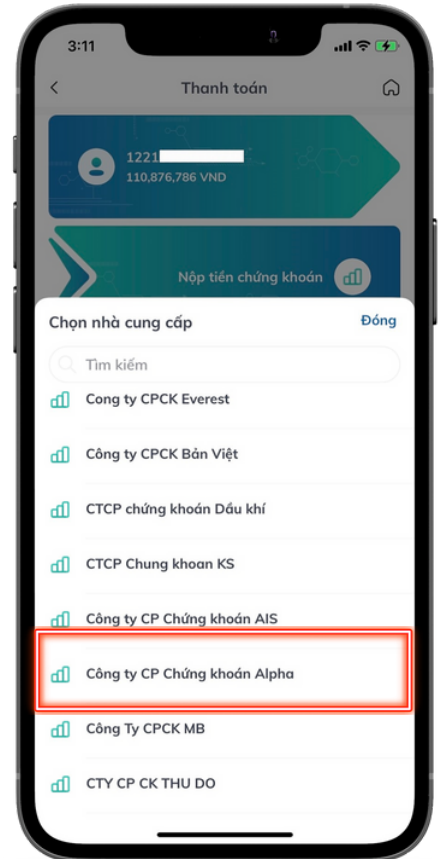 3:11
Thanh toán
1221
110,876,786 VND
Nộp tiền chứng khoán
Chọn nhà cung cấp
Đóng
Tìm kiếm
Cong ty CPCK Everest
Công ty CPCK Bản Việt
CTCP chứng khoán Dầu khí
CTCP Chung khoan KS
Công ty CP Chứng khoán AIS
Công ty CP Chứng khoán Alpha
Công Ty CPCK MB
CTY CP CK THU DO